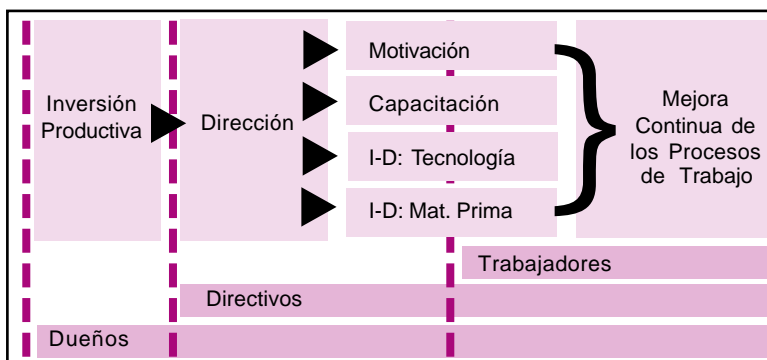 Inversión
Productiva
Dirección
Motivación
Capacitación
I-D: Tecnología
I-D: Mat. Prima
Mejora
Continua de
los Procesos
de Trabajo
Trabajadores
Directivos
Dueños